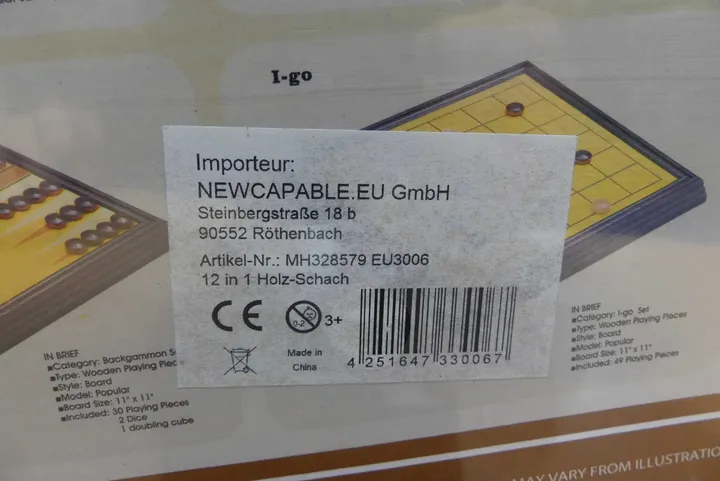 I-go
Importeur:
NEWCAPABLE.EU GmbH
Steinbergstraße 18 b
90552 Röthenbach
Artikel-Nr.: MH328579 EU3006
12 in 1 Holz-Schach
CE
0-3
3+
Made in
China
4 251647 330067
IN BRIEF
■Category: Backgammon
■Type: Wooden Playing
■Style: Board
■Model: Popular
■Board Size: 11" x 11"
■Included: 30 Playing Pieces
2 Dice
1 doubling cube
IN BRIEF
■Category: I-go Set
■Type: Wooden Playing Pieces
■Style: Board
■Model: Popular
■Board Size: 11" x 11"
■Included: 49 Playing Pieces
MAY VARY FROM ILLUSTRATIO